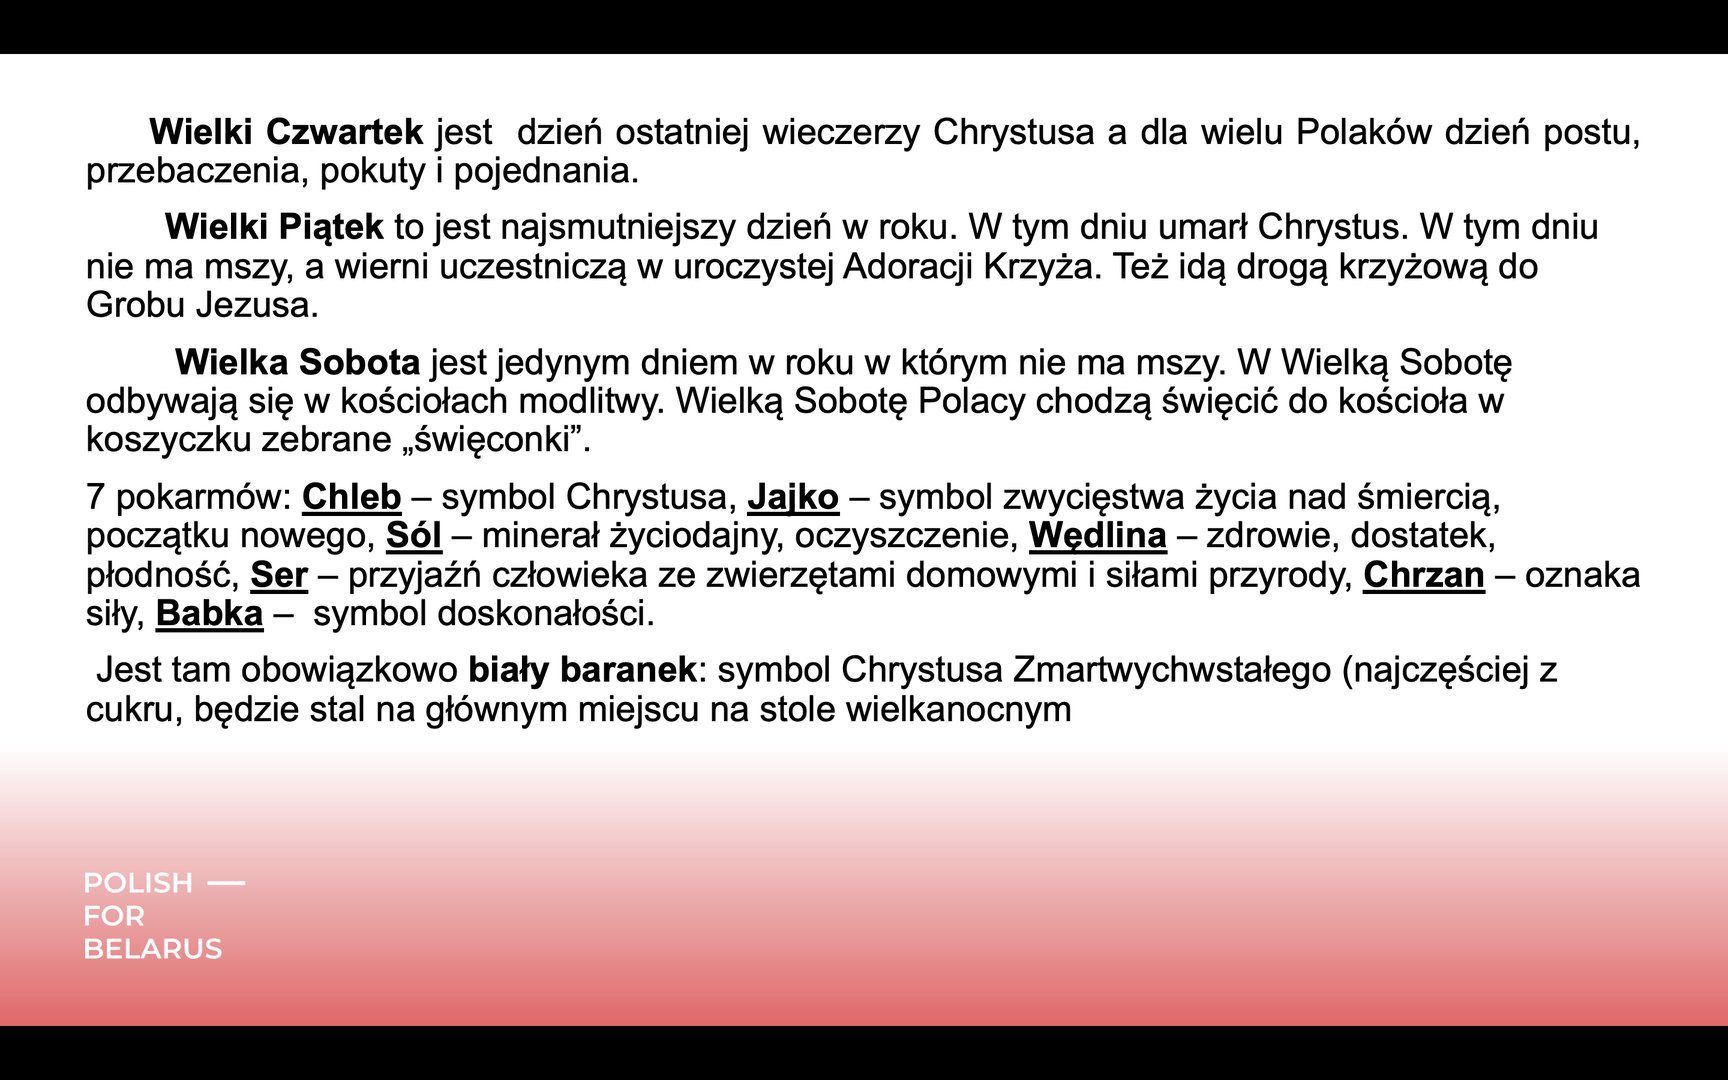 Wielki Czwartek jest  dzień ostatniej wieczerzy Chrystusa a dla wielu Polaków dzień postu,
przebaczenia, pokuty i pojednania.
Wielki Piątek to jest najsmutniejszy dzień w roku. W tym dniu umarł Chrystus. W tym dniu
nie ma mszy, a wierni uczestniczą w uroczystej Adoracji Krzyża. Też idą drogą krzyżową do
Grobu Jezusa.
Wielka Sobota jest jedynym dniem w roku w którym nie ma mszy. W Wielką Sobotę
odbywają się w kościołach modlitwy. Wielką Sobotę Polacy chodzą święcić do kościoła w
koszyczku zebrane „święconki”.
7 pokarmów: Chleb – symbol Chrystusa, Jajko – symbol zwycięstwa życia nad śmiercią,
początku nowego, Sól – minerał życiodajny, oczyszczenie, Wędlina – zdrowie, dostatek,
płodność, Ser – przyjaźń człowieka ze zwierzętami domowymi i siłami przyrody, Chrzan – oznaka
siły, Babka –  symbol doskonałości.
Jest tam obowiązkowo biały baranek: symbol Chrystusa Zmartwychwstałego (najczęściej z
cukru, będzie stal na głównym miejscu na stole wielkanocnym
POLISH —
FOR
BELARUS